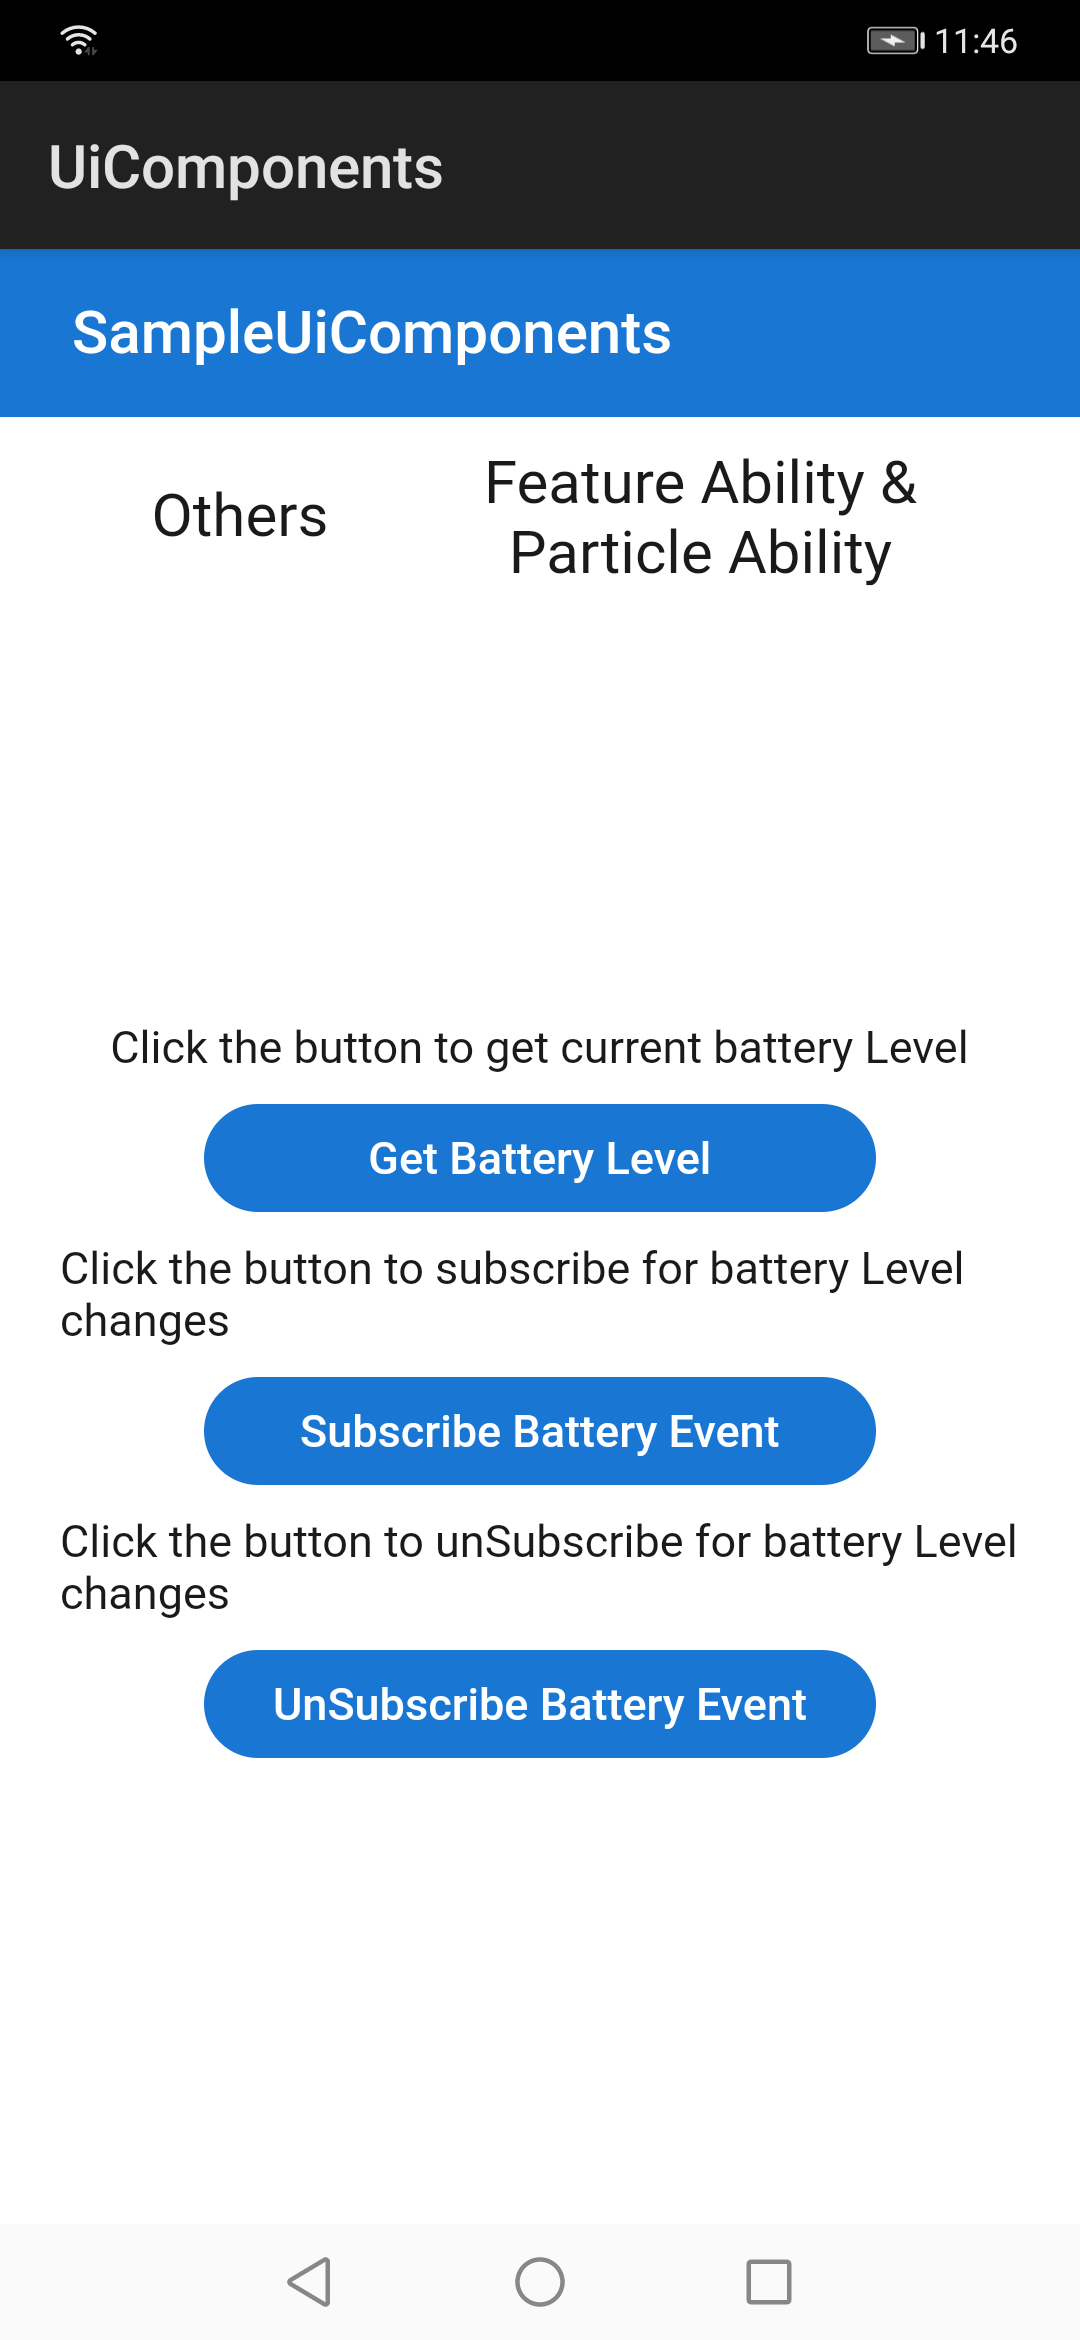 11:46
UiComponents
SampleUiComponents
Others
Feature Ability &
Particle Ability
Click the button to get current battery Level
Get Battery Level
Click the button to subscribe for battery Level
changes
Subscribe Battery Event
Click the button to unSubscribe for battery Level
changes
UnSubscribe Battery Event